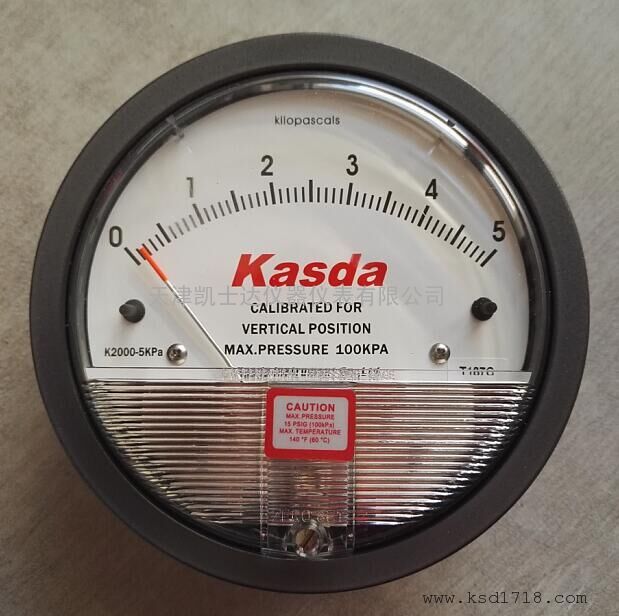 kilopascals
0 1 2 3 4 5
Kasda
天津凯士达仪器仪表有限公司
CALIBRATED FOR
VERTICAL POSITION
MAX.PRESSURE 100KPA
K2000-5KPa
T187G
CAUTION
MAX. PRESSURE
15 PSIG (100kPa)
MAX. TEMPERATURE
140 °F (60 °C)
www.ksd1718.com